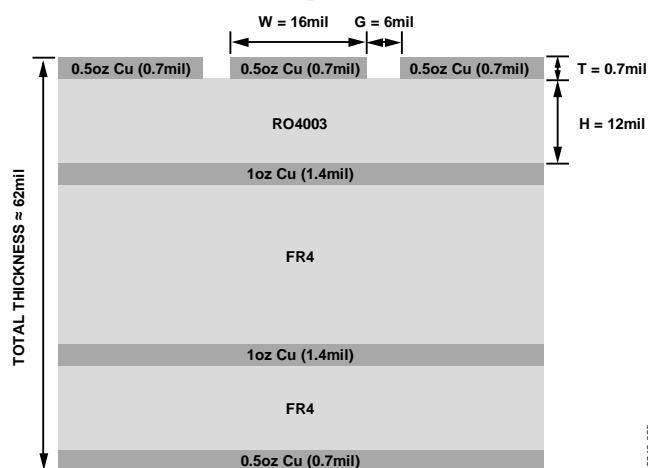 W = 16mil G = 6mil
0.5oz Cu (0.7mil) 0.5oz Cu (0.7mil) 0.5oz Cu (0.7mil) T = 0.7mil
RO4003 H = 12mil
1oz Cu (1.4mil)
TOTAL THICKNESS ≈ 62mil
FR4
1oz Cu (1.4mil)
FR4
0.5oz Cu (0.7mil)